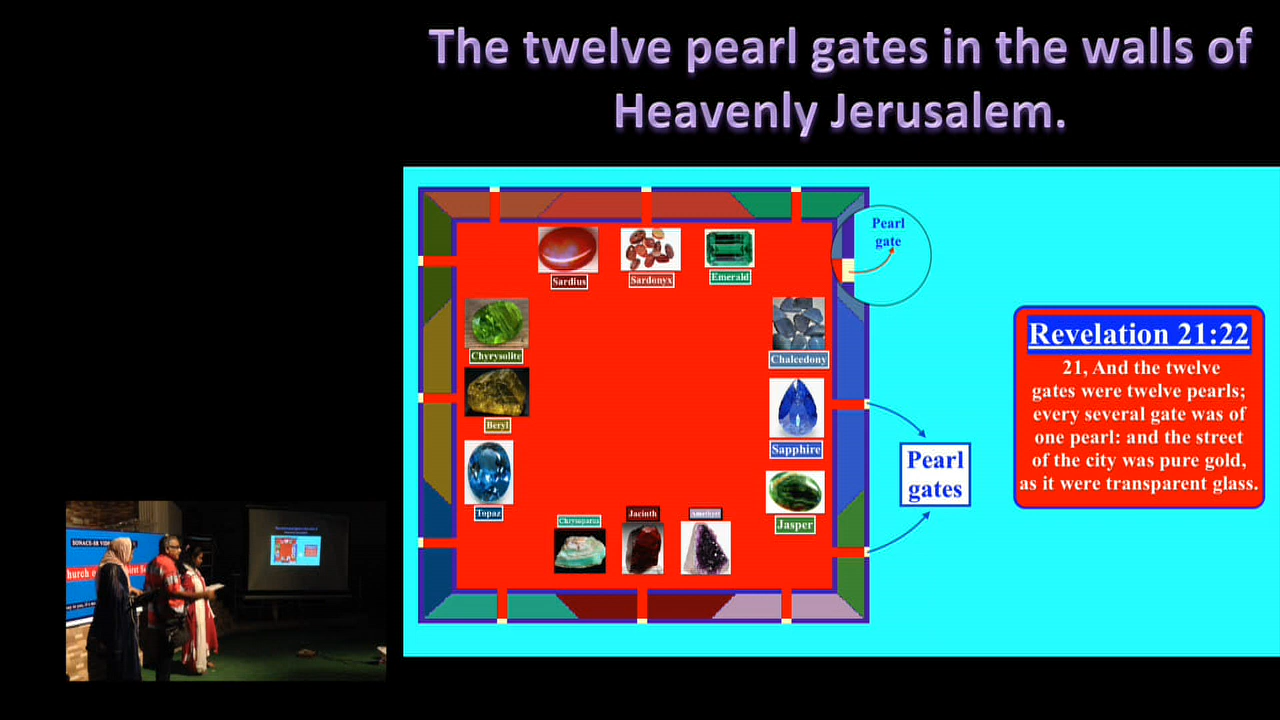 The twelve pearl gates in the walls of
Heavenly Jerusalem.
Pearl
gate
Sardius
Sardonyx
Emerald
Chyrysolite
Chalcedony
Beryl
Sapphire
Topaz
Jasper
Jacinth
Amethyst
Pearl
gates
Revelation 21:22
21, And the twelve
gates were twelve pearls;
every several gate was of
one pearl: and the street
of the city was pure gold,
as it were transparent glass.